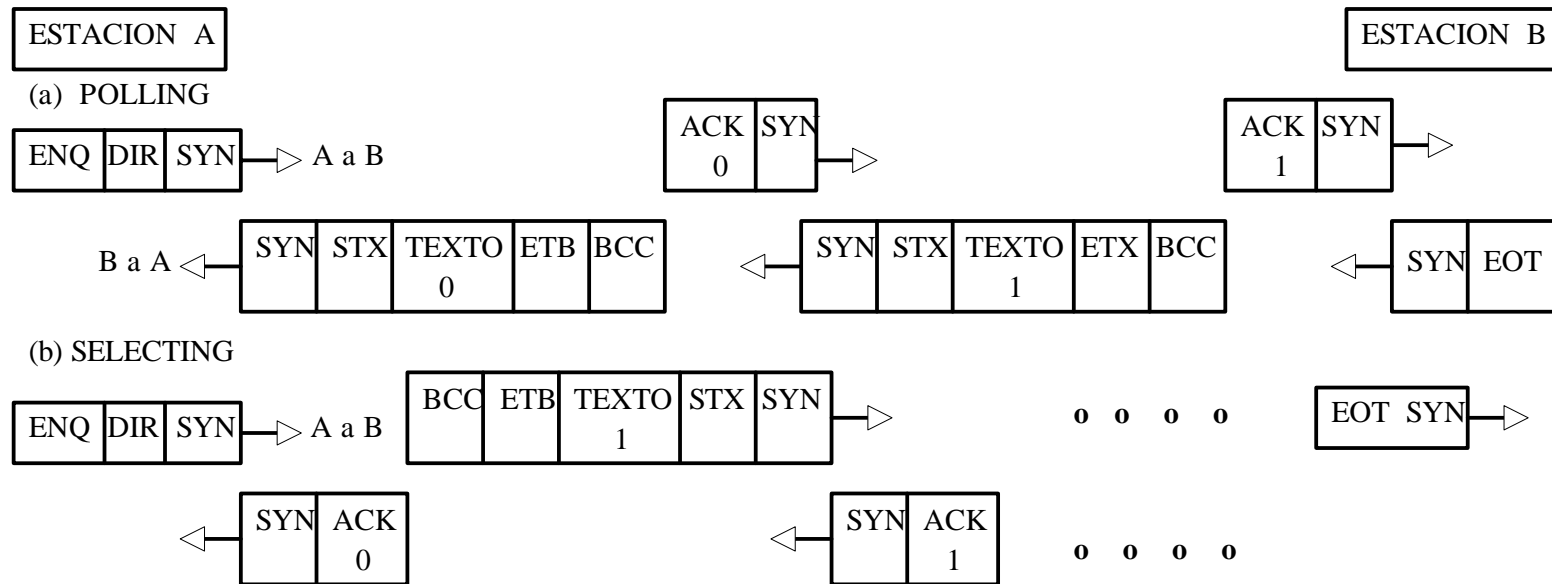 ESTACION A
ESTACION B
(a) POLLING
ENQ DIR SYN A a B
ACK 0 SYN
ACK 1 SYN
B a A SYN STX TEXTO 0 ETB BCC
SYN STX TEXTO 1 ETX BCC
SYN EOT
(b) SELECTING
ENQ DIR SYN A a B
BCC ETB TEXTO 1 STX SYN
o o o o
EOT SYN
SYN ACK 0
SYN ACK 1
o o o o